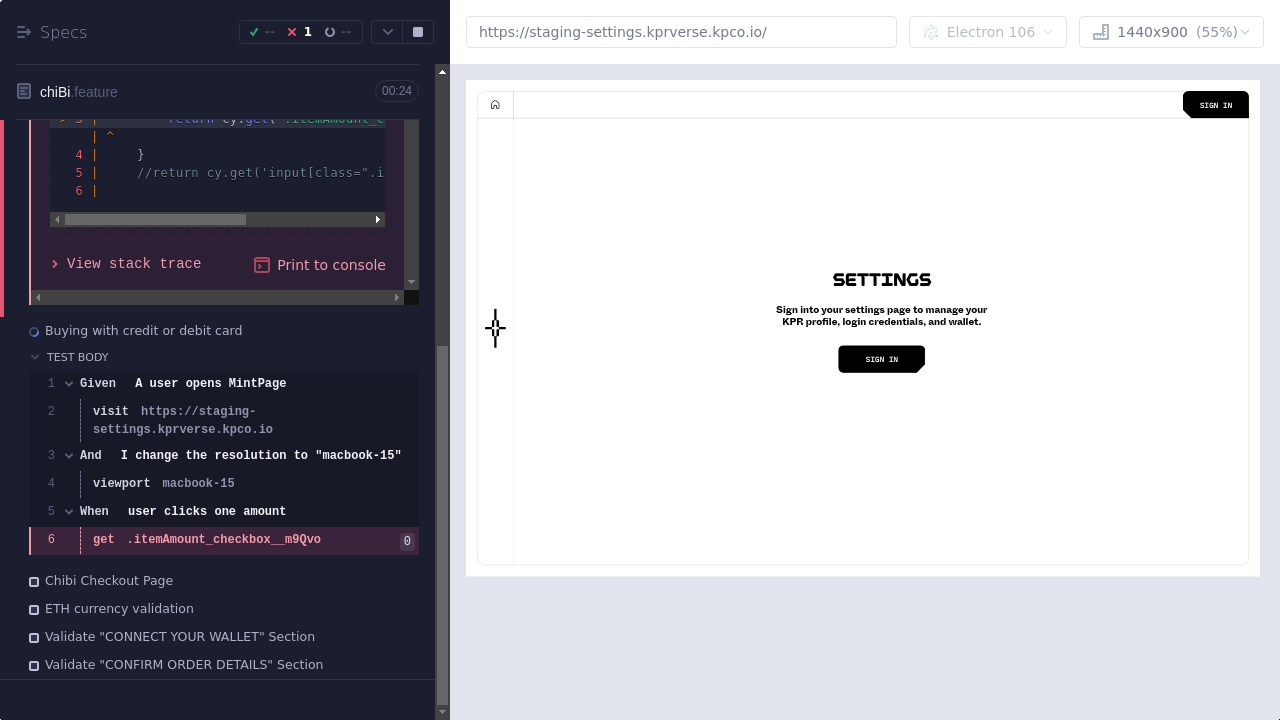 Specs
-- 1 --
chiBi.feature 00:24
> 3 | return cy.get('.itemAmount_c
| ^
4 | }
5 | //return cy.get('input[class=".i
6 |
View stack trace Print to console
Buying with credit or debit card
TEST BODY
1 Given A user opens MintPage
2 visit https://staging-
settings.kprverse.kpco.io
3 And I change the resolution to "macbook-15"
4 viewport macbook-15
5 When user clicks one amount
6 get .itemAmount_checkbox__m9Qvo 0
Chibi Checkout Page
ETH currency validation
Validate "CONNECT YOUR WALLET" Section
Validate "CONFIRM ORDER DETAILS" Section
https://staging-settings.kprverse.kpco.io/ Electron 106 1440x900 (55%)
SIGN IN
SETTINGS
Sign into your settings page to manage your
KPR profile, login credentials, and wallet.
SIGN IN